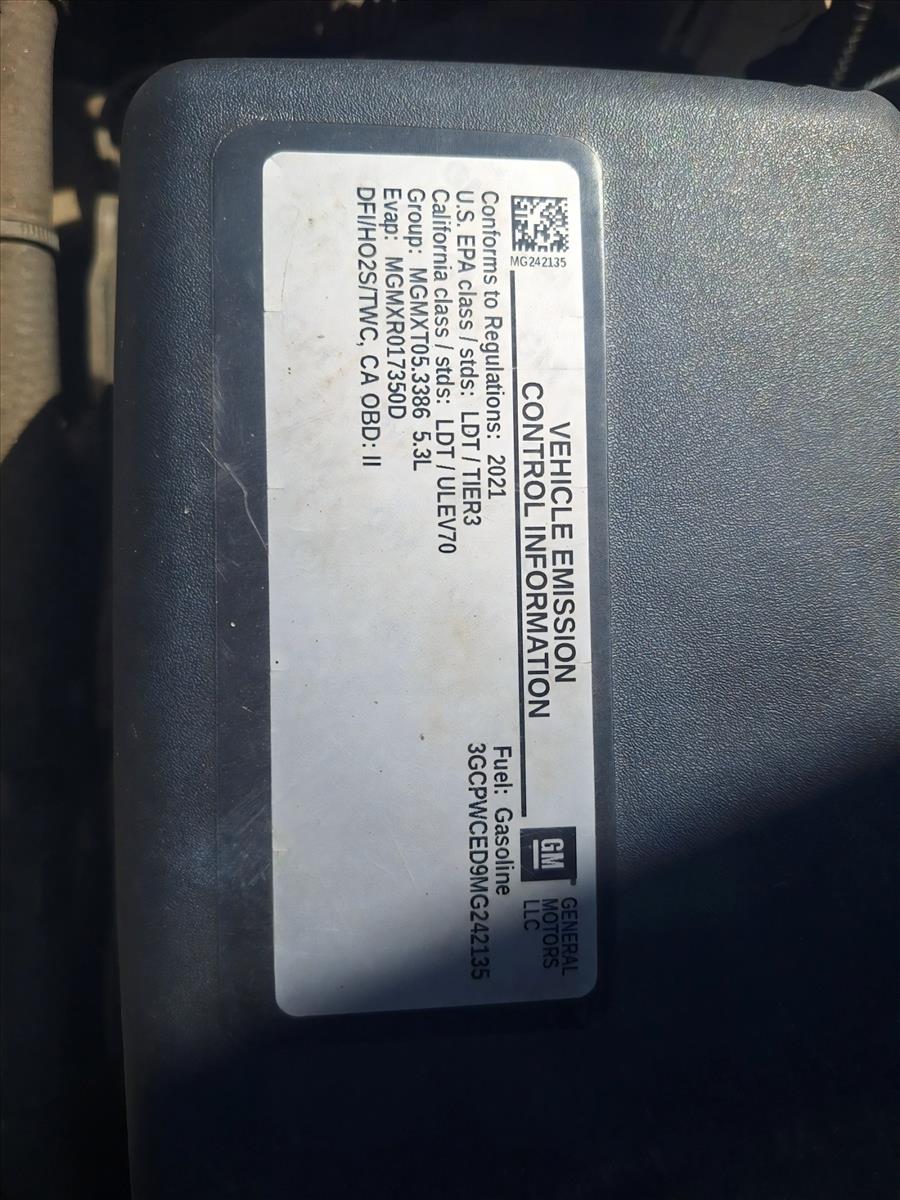 MG242135
VEHICLE EMISSION
CONTROL INFORMATION
GM
GENERAL
MOTORS
LLC
Conforms to Regulations: 2021
U.S. EPA class / stds: LDT / TIER3
California class / stds: LDT / ULEV70
Group: MGMXT05.3386 5.3L
Evap: MGMXR017350D
DFI/HO2S/TWC, CA OBD: II
Fuel: Gasoline
3GCPWCED9MG242135